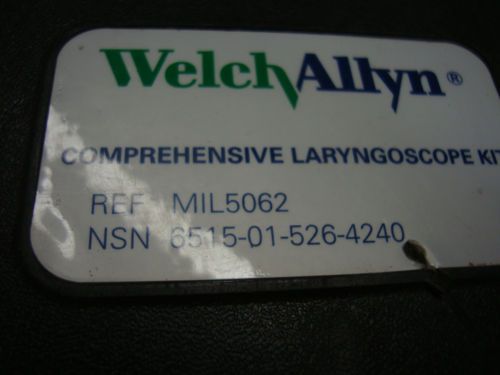 WelchAllyn®
COMPREHENSIVE LARYNGOSCOPE KIT
REF MIL5062
NSN 6515-01-526-4240